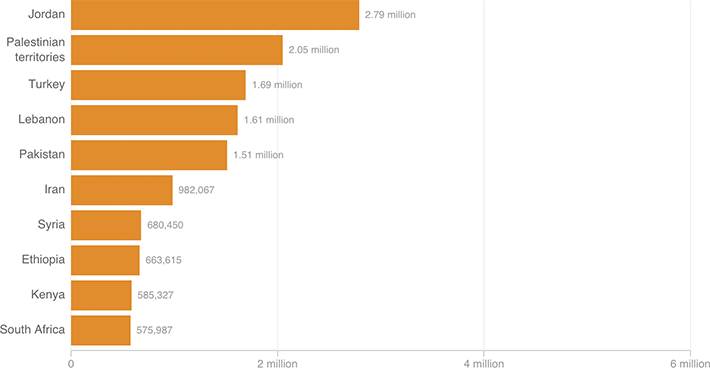 Jordan 2.79 million
Palestinian
territories 2.05 million
Turkey 1.69 million
Lebanon 1.61 million
Pakistan 1.51 million
Iran 982,067
Syria 680,450
Ethiopia 663,615
Kenya 585,327
South Africa 575,987
0 2 million 4 million 6 million